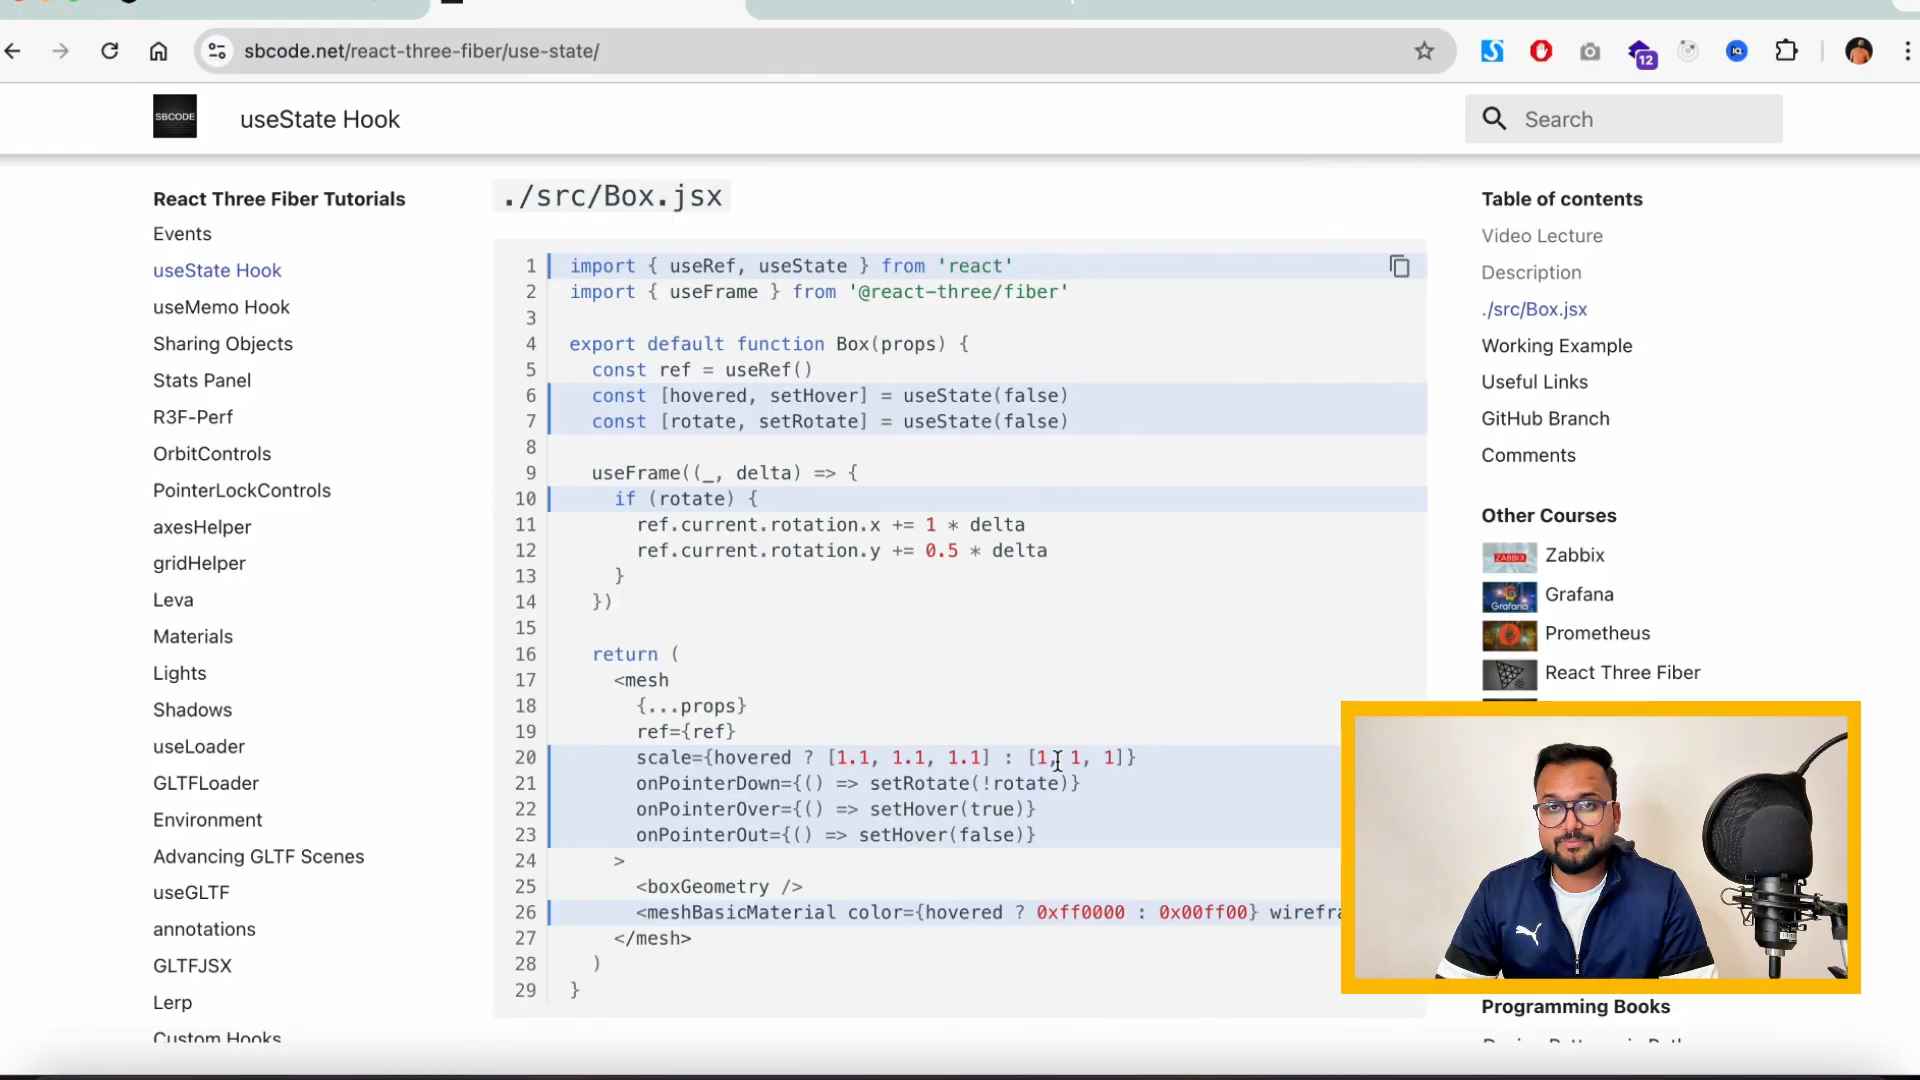 sbcode.net/react-three-fiber/use-state/
12
SBCODE
useState Hook
Search
React Three Fiber Tutorials
Events
useState Hook
useMemo Hook
Sharing Objects
Stats Panel
R3F-Perf
OrbitControls
PointerLockControls
axesHelper
gridHelper
Leva
Materials
Lights
Shadows
useLoader
GLTFLoader
Environment
Advancing GLTF Scenes
useGLTF
annotations
GLTFJSX
Lerp
Custom Hooks
./src/Box.jsx
1 import { useRef, useState } from 'react'
2 import { useFrame } from '@react-three/fiber'
3
4 export default function Box(props) {
5 const ref = useRef()
6 const [hovered, setHover] = useState(false)
7 const [rotate, setRotate] = useState(false)
8
9 useFrame((_, delta) => {
10 if (rotate) {
11 ref.current.rotation.x += 1 * delta
12 ref.current.rotation.y += 0.5 * delta
13 }
14 })
15
16 return (
17 <mesh
18 {...props}
19 ref={ref}
20 scale={hovered ? [1.1, 1.1, 1.1] : [1, 1, 1]}
21 onPointerDown={() => setRotate(!rotate)}
22 onPointerOver={() => setHover(true)}
23 onPointerOut={() => setHover(false)}
24 >
25 <boxGeometry />
26 <meshBasicMaterial color={hovered ? 0xff0000 : 0x00ff00} wirefra
27 </mesh>
28 )
29 }
Table of contents
Video Lecture
Description
./src/Box.jsx
Working Example
Useful Links
GitHub Branch
Comments
Other Courses
ZABBIX Zabbix
Grafana Grafana
Prometheus
React Three Fiber
Programming Books